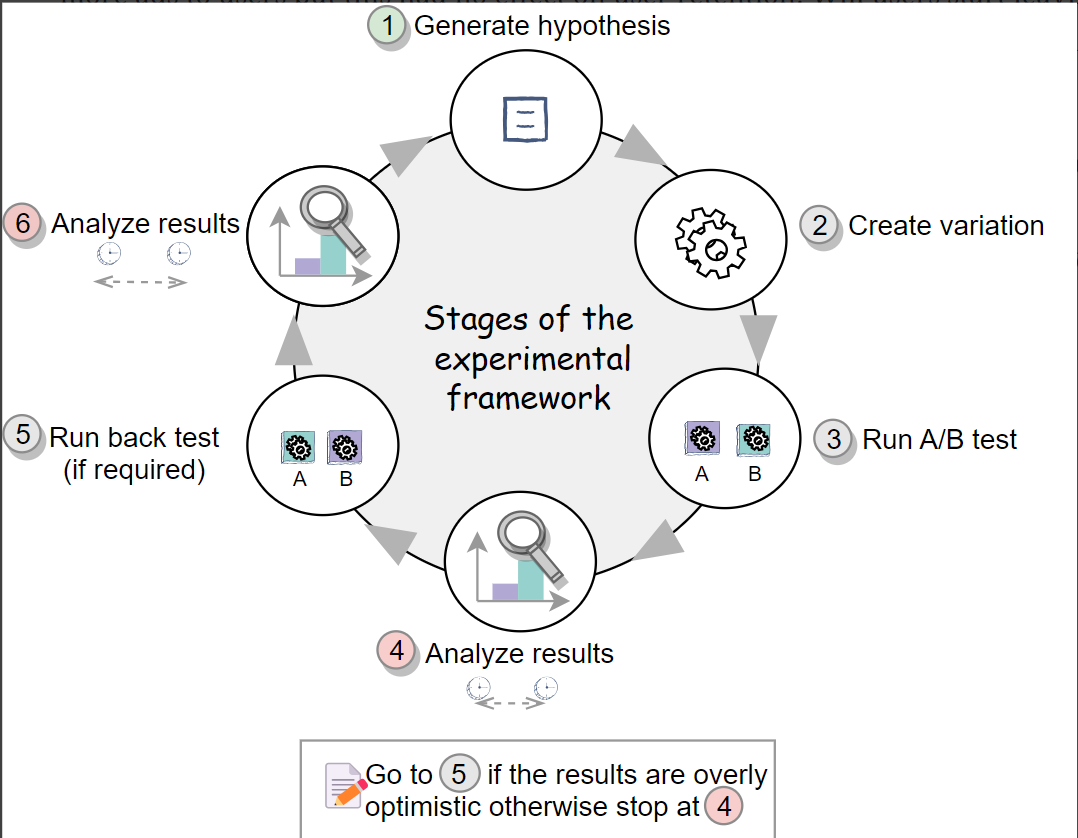 1 Generate hypothesis
2 Create variation
3 Run A/B test
A B
4 Analyze results
5 Run back test
(if required)
A B
6 Analyze results
Stages of the
experimental
framework
Go to 5 if the results are overly
optimistic otherwise stop at 4